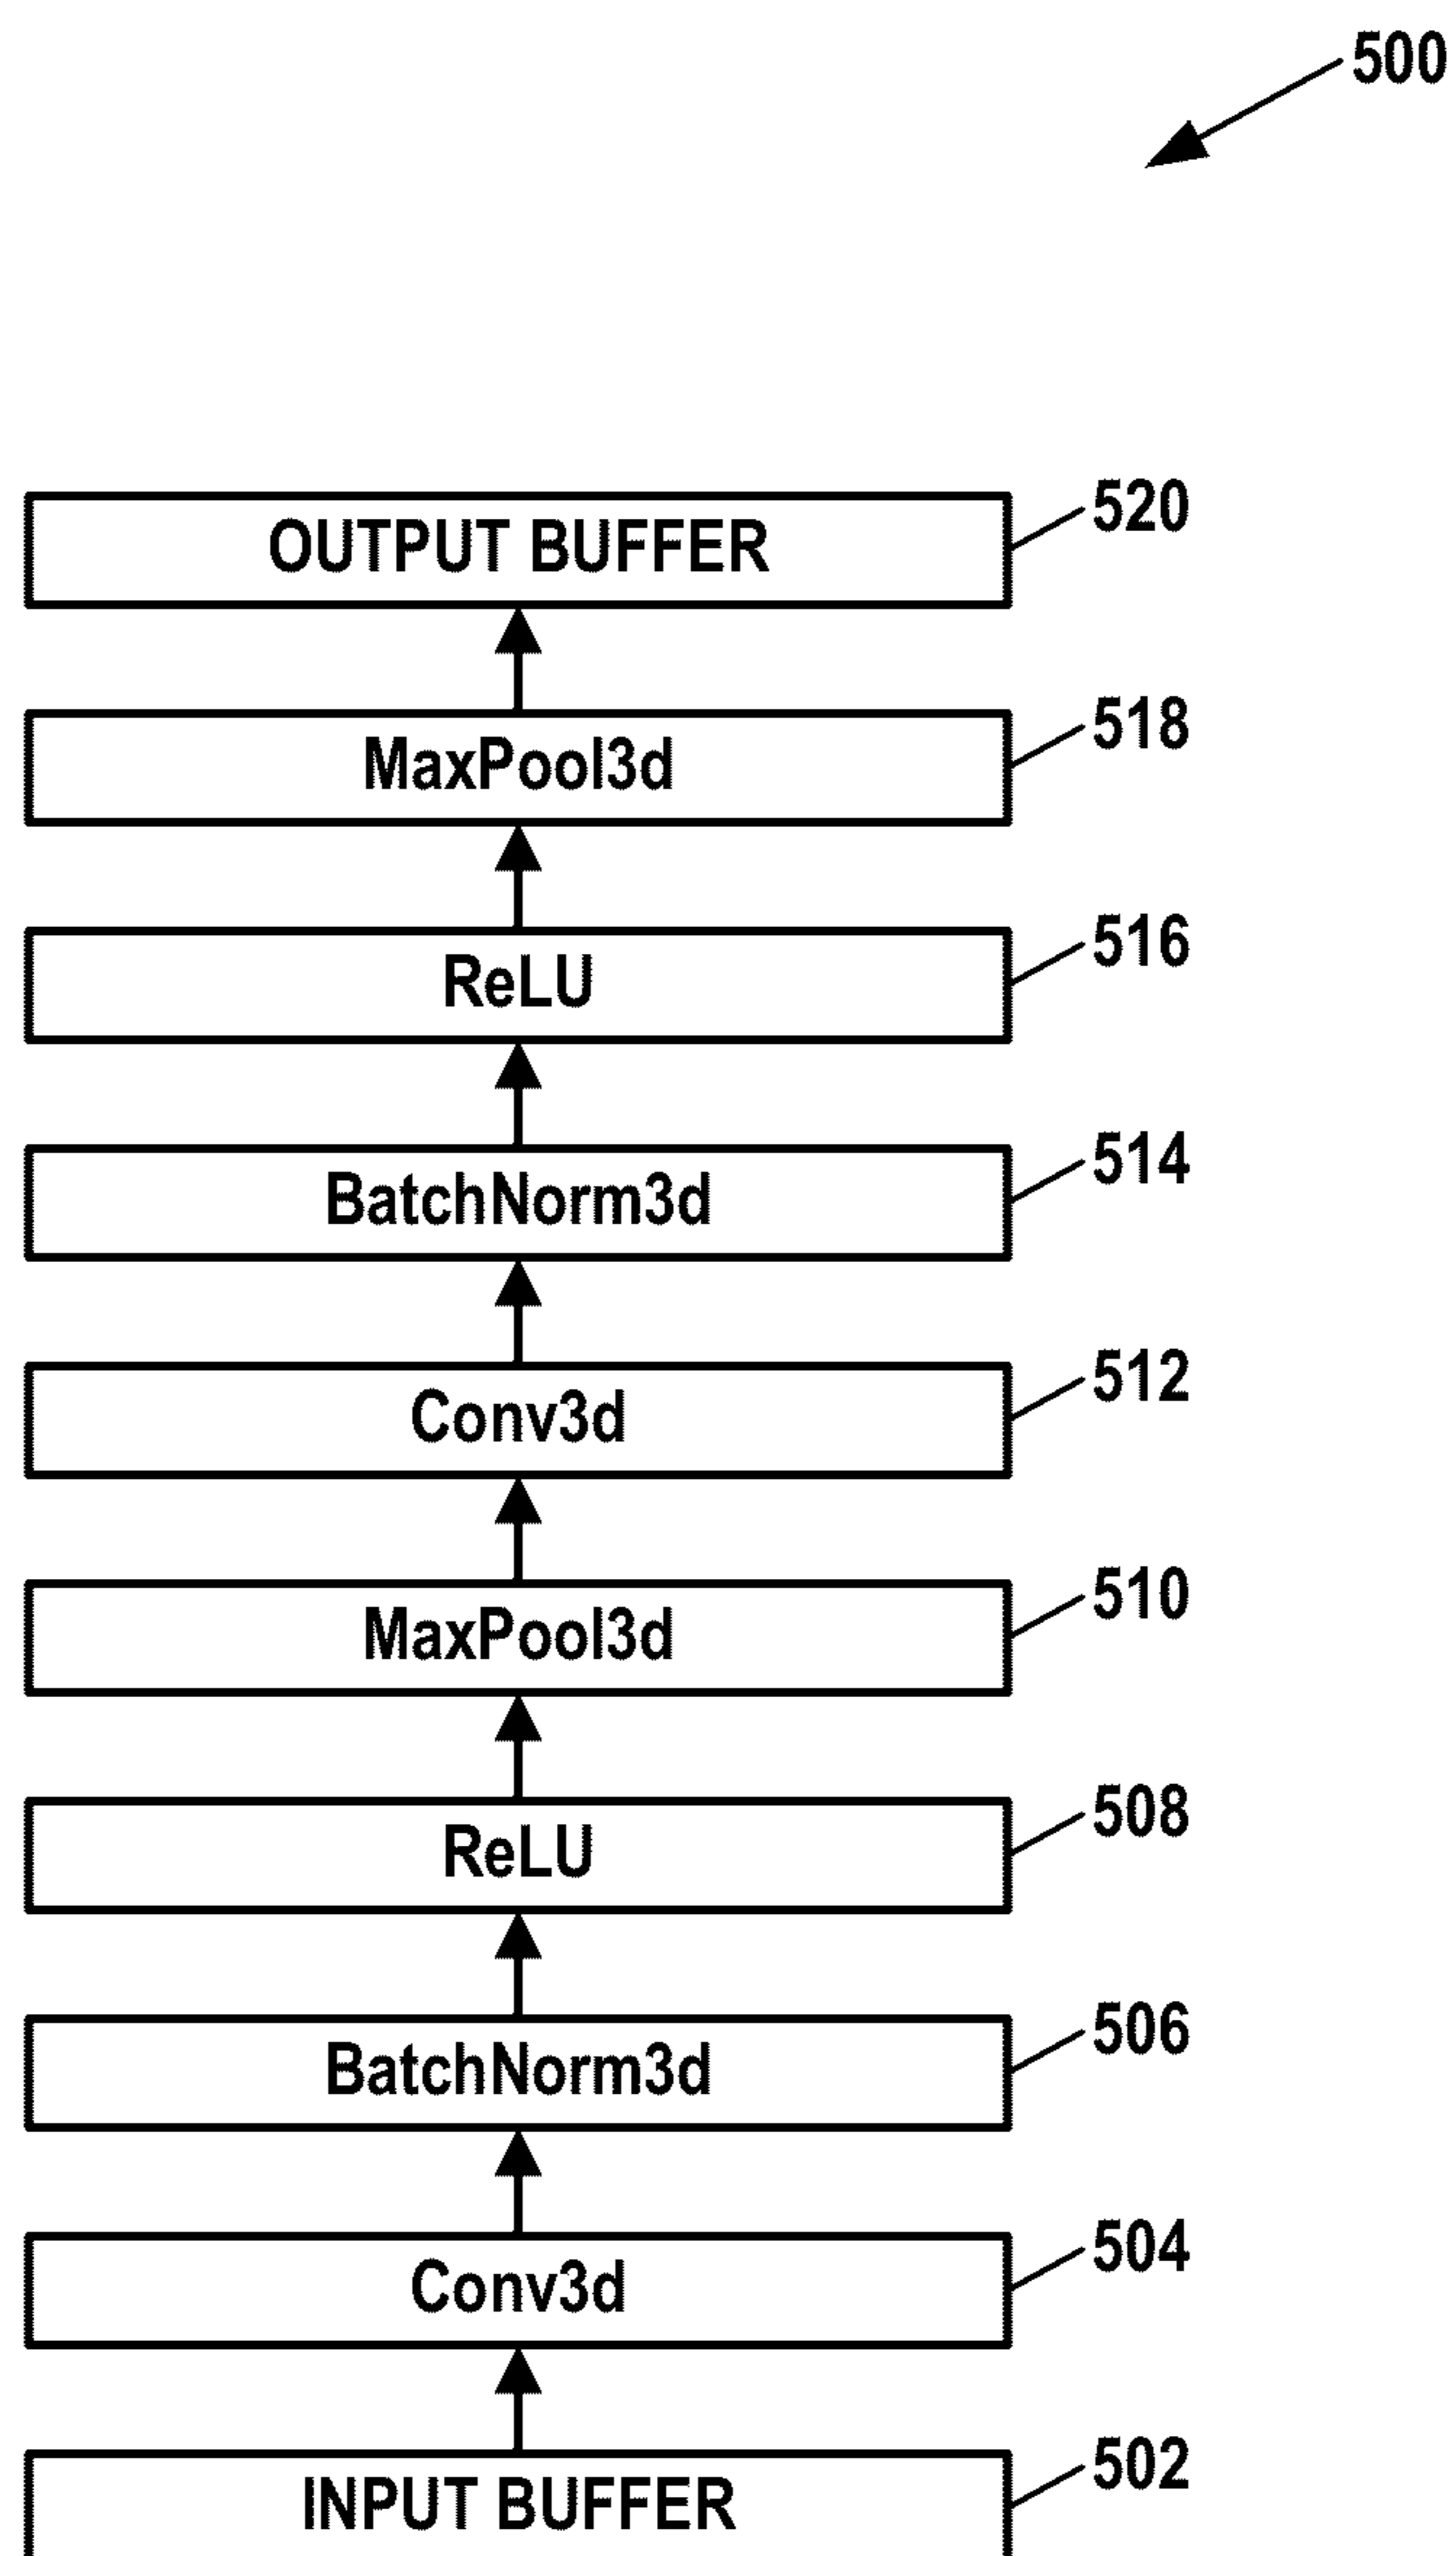 500
OUTPUT BUFFER 520
MaxPool3d 518
ReLU 516
BatchNorm3d 514
Conv3d 512
MaxPool3d 510
ReLU 508
BatchNorm3d 506
Conv3d 504
INPUT BUFFER 502